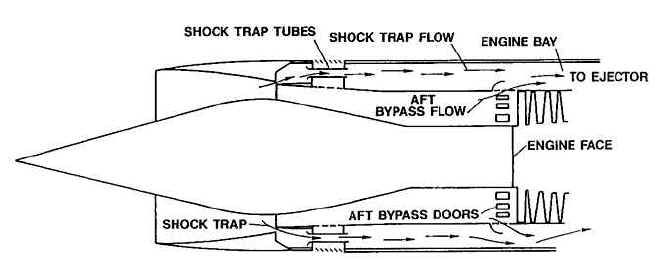 SHOCK TRAP TUBES
SHOCK TRAP FLOW
ENGINE BAY
TO EJECTOR
AFT
BYPASS FLOW
ENGINE FACE
SHOCK TRAP
AFT BYPASS DOORS